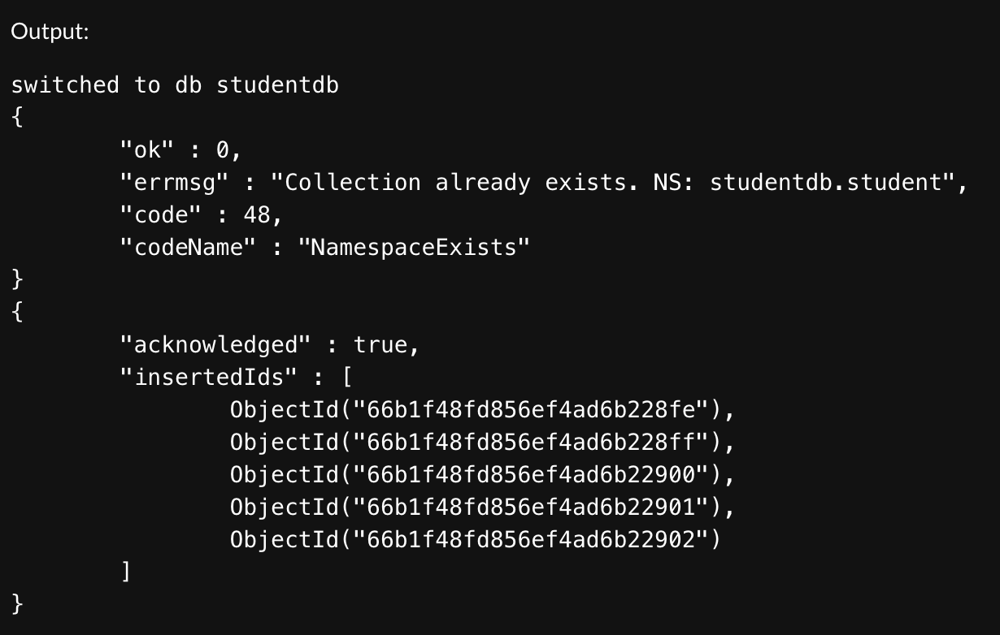 Output:
switched to db studentdb
{
"ok" : 0,
"errmsg" : "Collection already exists. NS: studentdb.student",
"code" : 48,
"codeName" : "NamespaceExists"
}
{
"acknowledged" : true,
"insertedIds" : [
ObjectId("66b1f48fd856ef4ad6b228fe"),
ObjectId("66b1f48fd856ef4ad6b228ff"),
ObjectId("66b1f48fd856ef4ad6b22900"),
ObjectId("66b1f48fd856ef4ad6b22901"),
ObjectId("66b1f48fd856ef4ad6b22902")
]
}